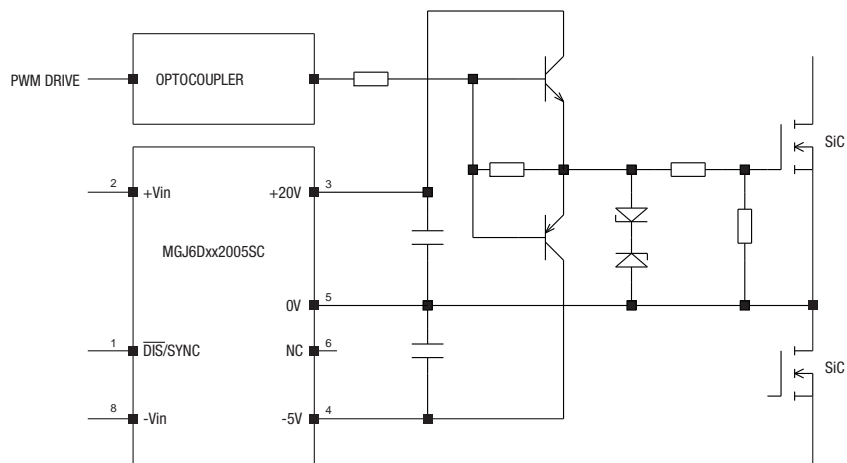 PWM DRIVE
OPTOCOUPLER
SiC
2
+Vin
+20V
3
MGJ6Dxx2005SC
0V
5
1
DIS/SYNC
NC
6
SiC
8
-Vin
-5V
4